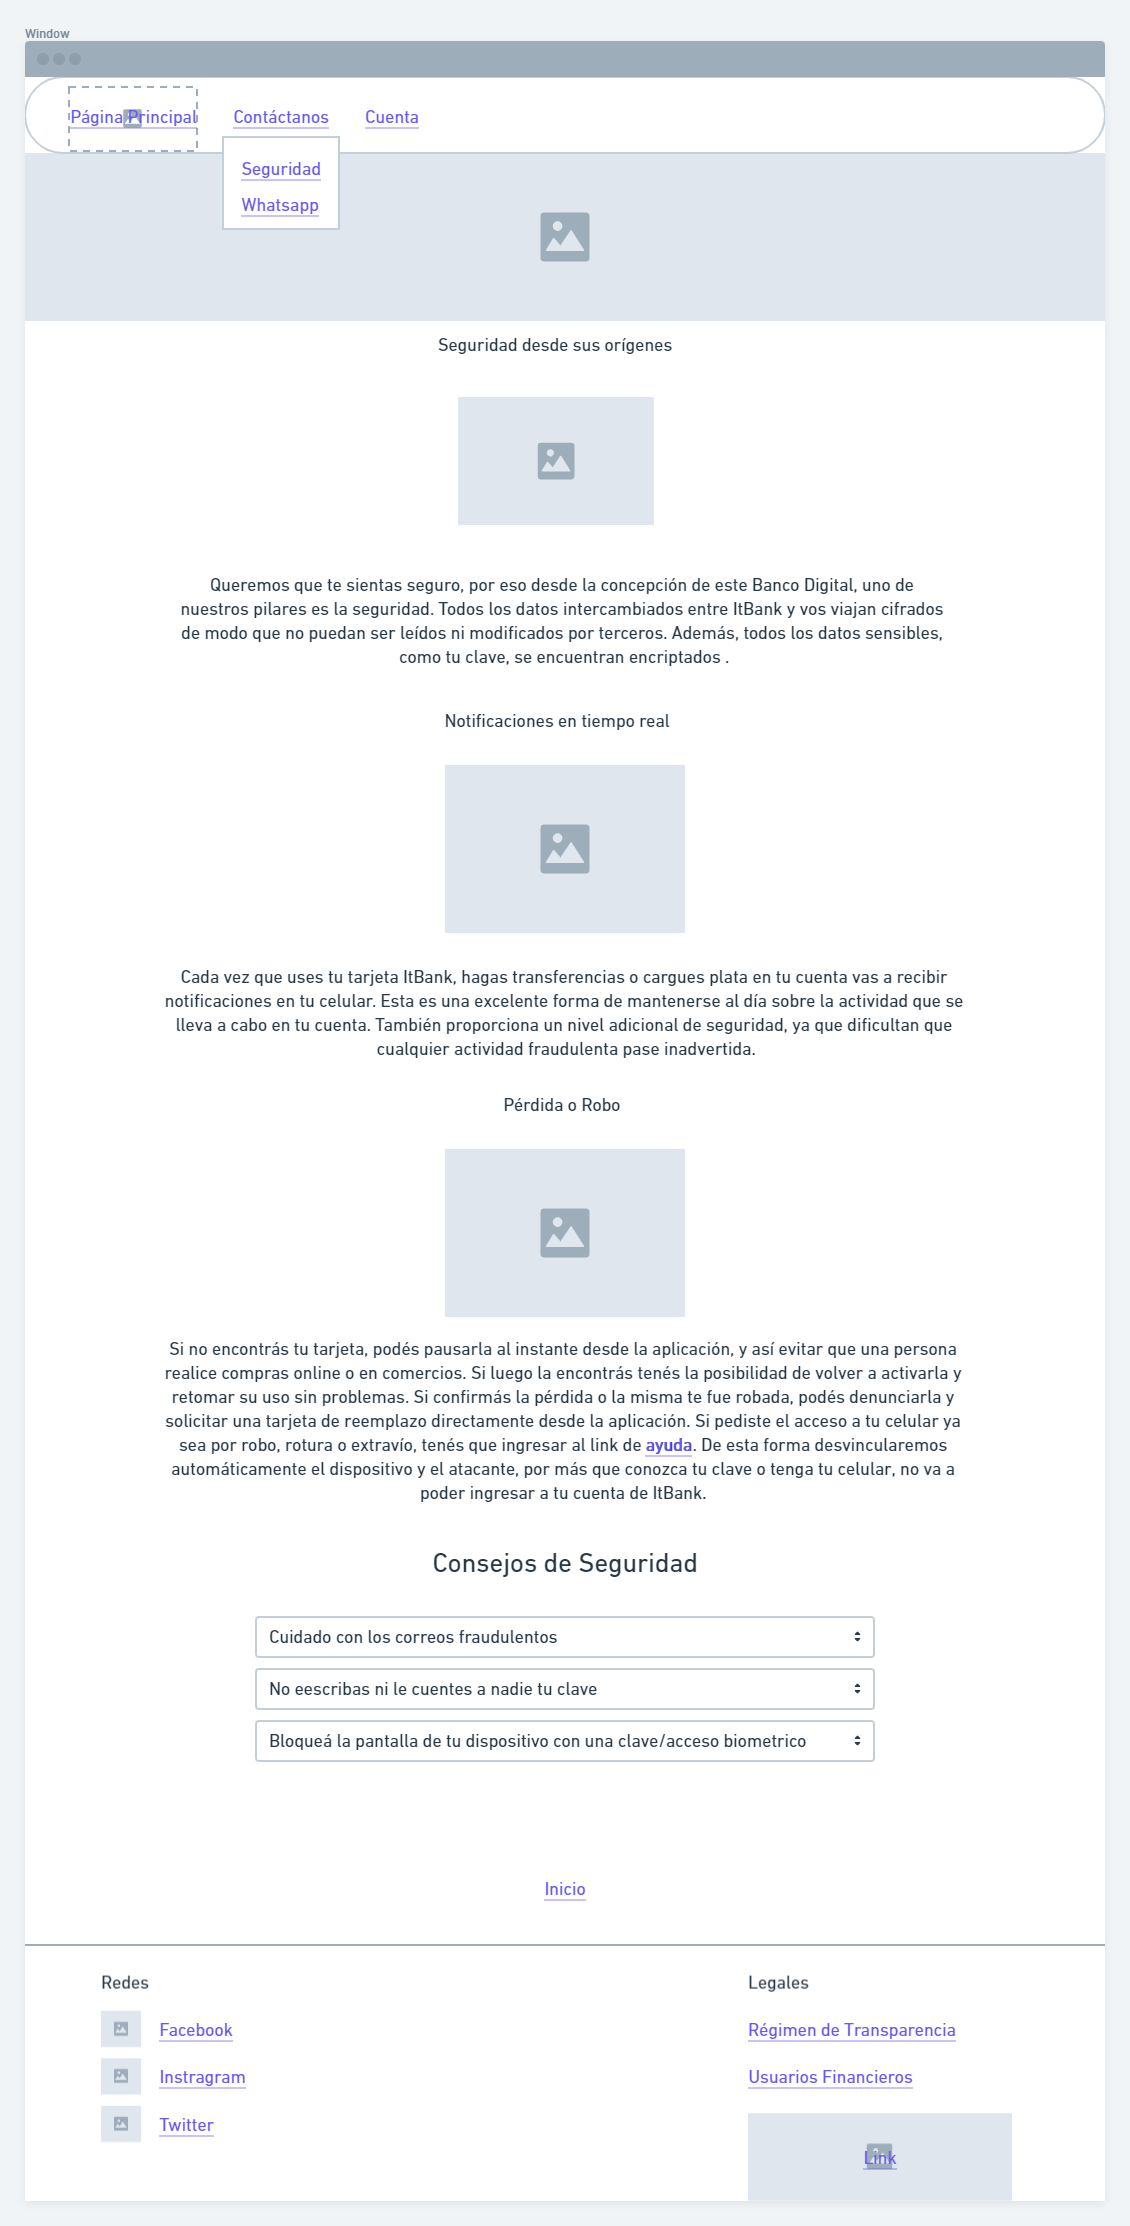 Window
Página Principal
Contáctanos
Cuenta
Seguridad
Whatsapp
Seguridad desde sus orígenes
Queremos que te sientas seguro, por eso desde la concepción de este Banco Digital, uno de
nuestros pilares es la seguridad. Todos los datos intercambiados entre ItBank y vos viajan cifrados
de modo que no puedan ser leídos ni modificados por terceros. Además, todos los datos sensibles,
como tu clave, se encuentran encriptados .
Notificaciones en tiempo real
Cada vez que uses tu tarjeta ItBank, hagas transferencias o cargues plata en tu cuenta vas a recibir
notificaciones en tu celular. Esta es una excelente forma de mantenerse al día sobre la actividad que se
lleva a cabo en tu cuenta. También proporciona un nivel adicional de seguridad, ya que dificultan que
cualquier actividad fraudulenta pase inadvertida.
Pérdida o Robo
Si no encontrás tu tarjeta, podés pausarla al instante desde la aplicación, y así evitar que una persona
realice compras online o en comercios. Si luego la encontrás tenés la posibilidad de volver a activarla y
retomar su uso sin problemas. Si confirmás la pérdida o la misma te fue robada, podés denunciarla y
solicitar una tarjeta de reemplazo directamente desde la aplicación. Si pediste el acceso a tu celular ya
sea por robo, rotura o extravío, tenés que ingresar al link de ayuda. De esta forma desvincularemos
automáticamente el dispositivo y el atacante, por más que conozca tu clave o tenga tu celular, no va a
poder ingresar a tu cuenta de ItBank.
Consejos de Seguridad
Cuidado con los correos fraudulentos
No eescribas ni le cuentes a nadie tu clave
Bloqueá la pantalla de tu dispositivo con una clave/acceso biometrico
Inicio
Redes
Facebook
Instragram
Twitter
Legales
Régimen de Transparencia
Usuarios Financieros
Link